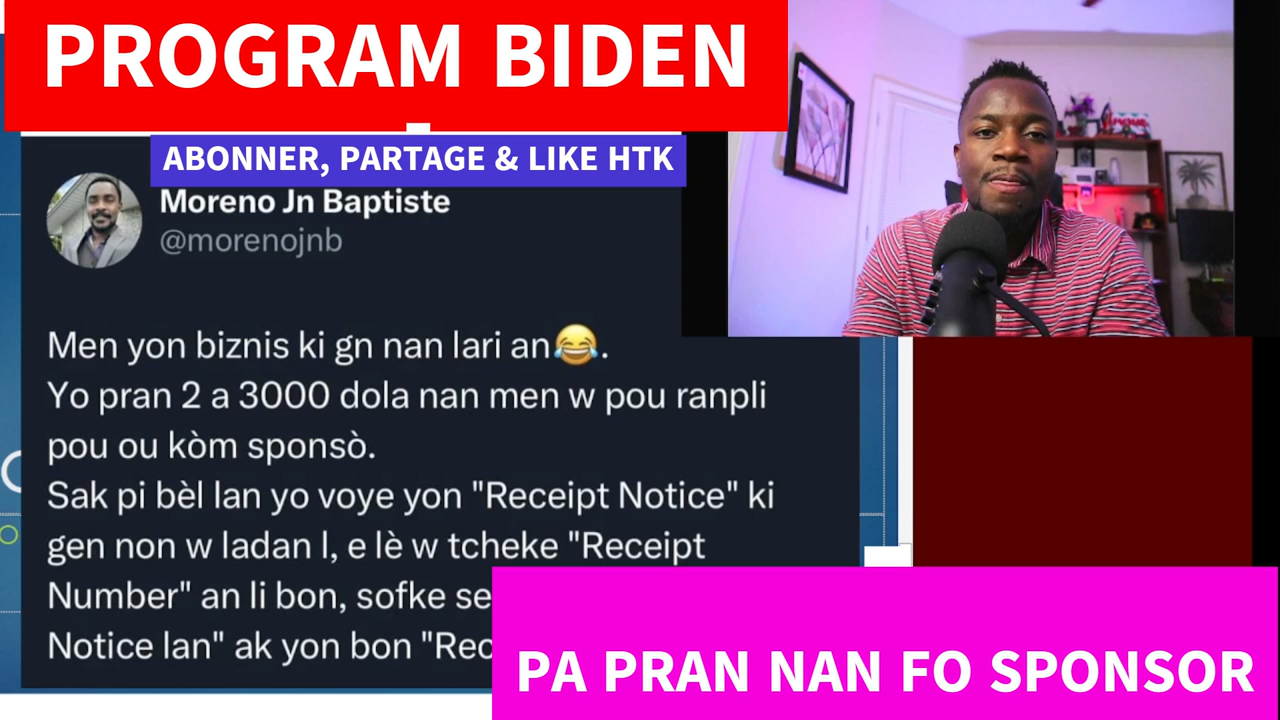 PROGRAM BIDEN
ABONNER, PARTAGE & LIKE HTK
Moreno Jn Baptiste
@morenojnb
Men yon biznis ki gn nan lari an😂.
Yo pran 2 a 3000 dola nan men w pou ranpli
pou ou kòm sponsò.
Sak pi bèl lan yo voye yon "Receipt Notice" ki
gen non w ladan l, e lè w tcheke "Receipt
Number" an li bon, sofke se
Notice lan" ak yon bon "Rec
PA PRAN NAN FO SPONSOR